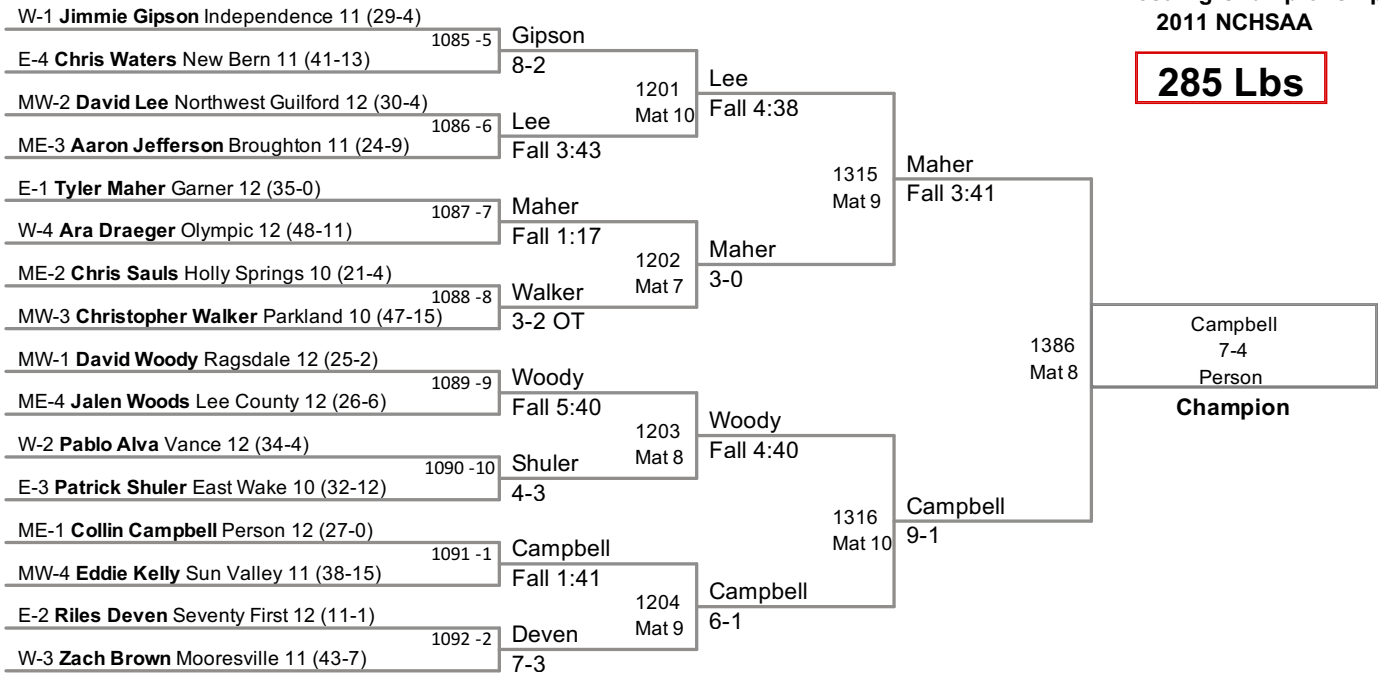 W-1 Jimmie Gipson Independence 11 (29-4)
1085 -5
E-4 Chris Waters New Bern 11 (41-13)
MW-2 David Lee Northwest Guilford 12 (30-4)
1086 -6
ME-3 Aaron Jefferson Broughton 11 (24-9)
E-1 Tyler Maher Garner 12 (35-0)
1087 -7
W-4 Ara Draeger Olympic 12 (48-11)
ME-2 Chris Sauls Holly Springs 10 (21-4)
1088 -8
MW-3 Christopher Walker Parkland 10 (47-15)
MW-1 David Woody Ragsdale 12 (25-2)
1089 -9
ME-4 Jalen Woods Lee County 12 (26-6)
W-2 Pablo Alva Vance 12 (34-4)
1090 -10
E-3 Patrick Shuler East Wake 10 (32-12)
ME-1 Collin Campbell Person 12 (27-0)
1091 -1
MW-4 Eddie Kelly Sun Valley 11 (38-15)
E-2 Riles Deven Seventy First 12 (11-1)
1092 -2
W-3 Zach Brown Mooresville 11 (43-7)
Gipson
8-2
1201
Mat 10
Lee
Fall 3:43
Maher
Fall 1:17
1202
Mat 7
Walker
3-2 OT
Woody
Fall 5:40
1203
Mat 8
Shuler
4-3
Campbell
Fall 1:41
1204
Mat 9
Deven
7-3
Lee
Fall 4:38
1315
Mat 9
Maher
3-0
Woody
Fall 4:40
1316
Mat 10
Campbell
6-1
Maher
Fall 3:41
1386
Mat 8
Campbell
9-1
2011 NCHSAA
285 Lbs
Campbell
7-4
Person
Champion